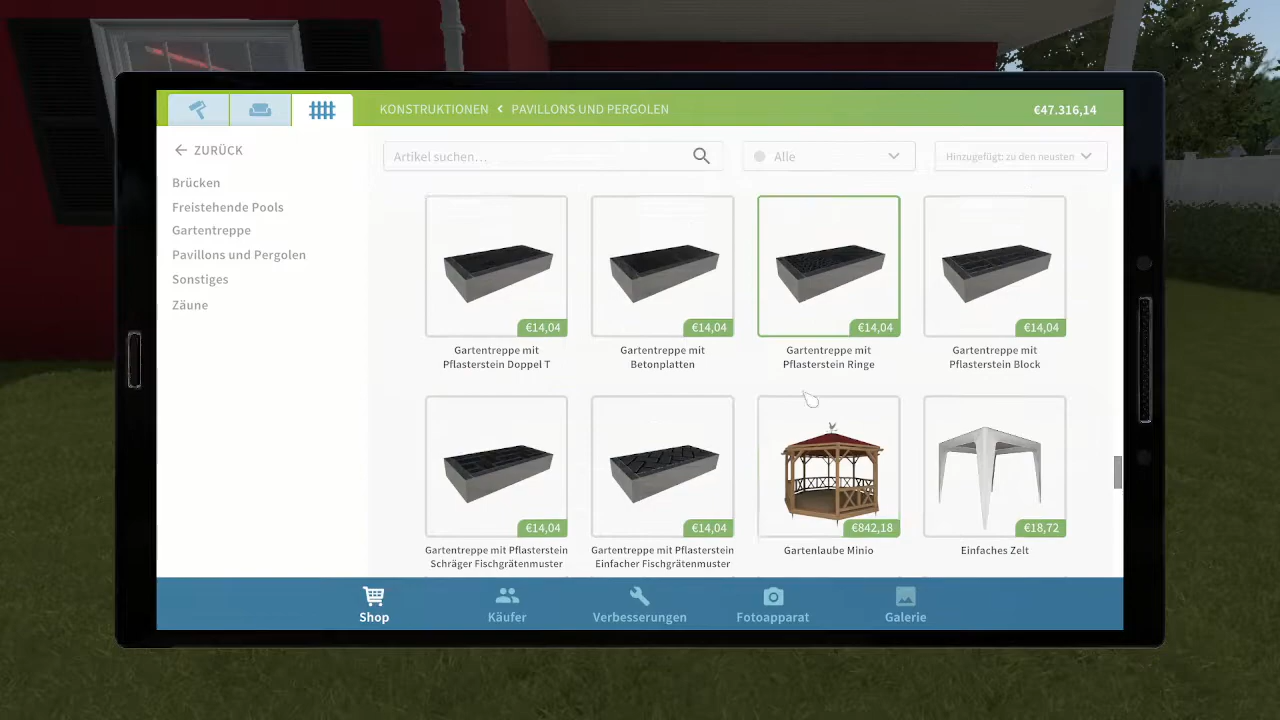 KONSTRUKTIONEN < PAVILLONS UND PERGOLEN
€47.316,14
ZURÜCK
Brücken
Freistehende Pools
Gartentreppe
Pavillons und Pergolen
Sonstiges
Zäune
Artikel suchen...
Alle
Hinzugefügt: zu den neusten
€14,04
€14,04
€14,04
€14,04
Gartentreppe mit
Pflasterstein Doppel T
Gartentreppe mit
Betonplatten
Gartentreppe mit
Pflasterstein Ringe
Gartentreppe mit
Pflasterstein Block
€14,04
€14,04
€842,18
€18,72
Gartentreppe mit Pflasterstein
Schräger Fischgrätenmuster
Gartentreppe mit Pflasterstein
Einfacher Fischgrätenmuster
Gartenlaube Minio
Einfaches Zelt
Shop
Käufer
Verbesserungen
Fotoapparat
Galerie